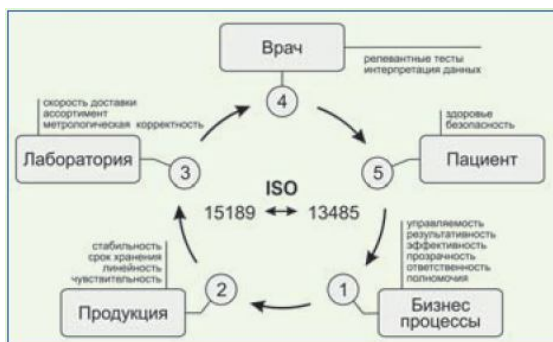 Врач
релевантные тесты
интерпретация данных
4
скорость доставки
ассортимент
метрологическая корректность
Лаборатория
3
здоровье
безопасность
5
Пациент
ISO
15189 13485
стабильность
срок хранения
линейность
чувствительность
Продукция
2
управляемость
результативность
эффективность
прозрачность
ответственность
полномочия
1
Бизнес
процессы